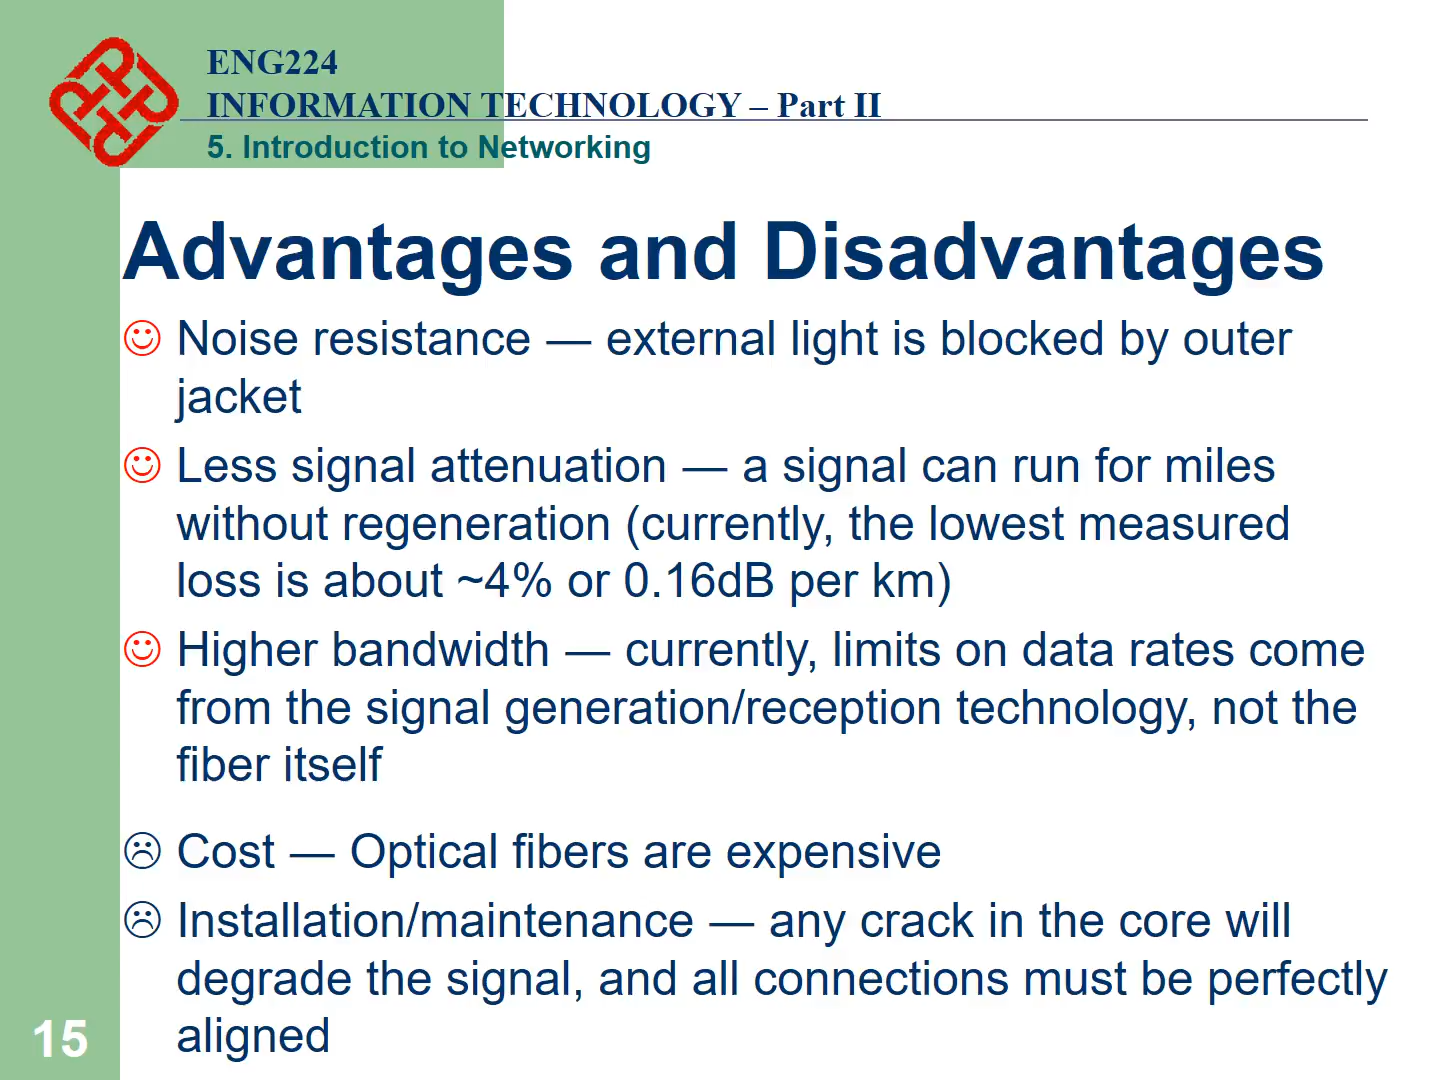 ENG224
INFORMATION TECHNOLOGY – Part II
5. Introduction to Networking
Advantages and Disadvantages
Noise resistance — external light is blocked by outer
jacket
Less signal attenuation — a signal can run for miles
without regeneration (currently, the lowest measured
loss is about ~4% or 0.16dB per km)
Higher bandwidth — currently, limits on data rates come
from the signal generation/reception technology, not the
fiber itself
Cost — Optical fibers are expensive
Installation/maintenance — any crack in the core will
degrade the signal, and all connections must be perfectly
aligned
15